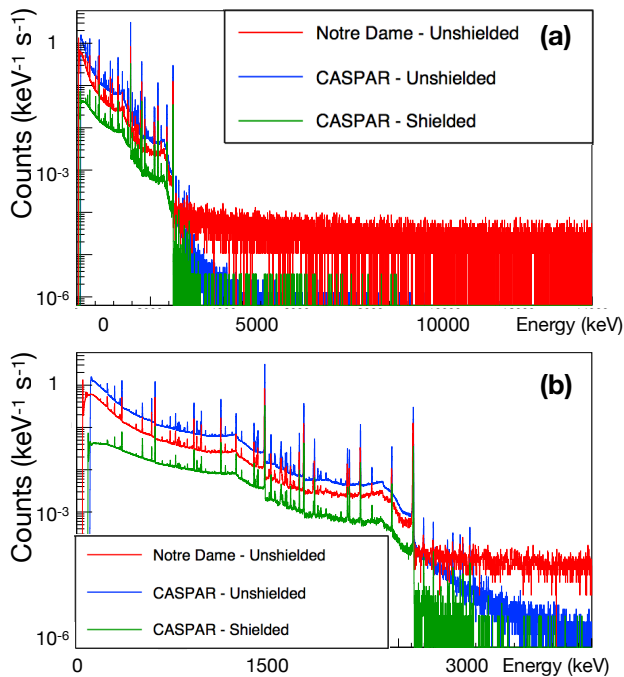 (a)
Notre Dame - Unshielded
CASPAR - Unshielded
CASPAR - Shielded
Counts (keV-1 s-1)
1
10-3
10-6
0 5000 10000 Energy (keV)
(b)
Counts (keV-1 s-1)
1
10-3
10-6
Notre Dame - Unshielded
CASPAR - Unshielded
CASPAR - Shielded
0 1500 3000 Energy (keV)